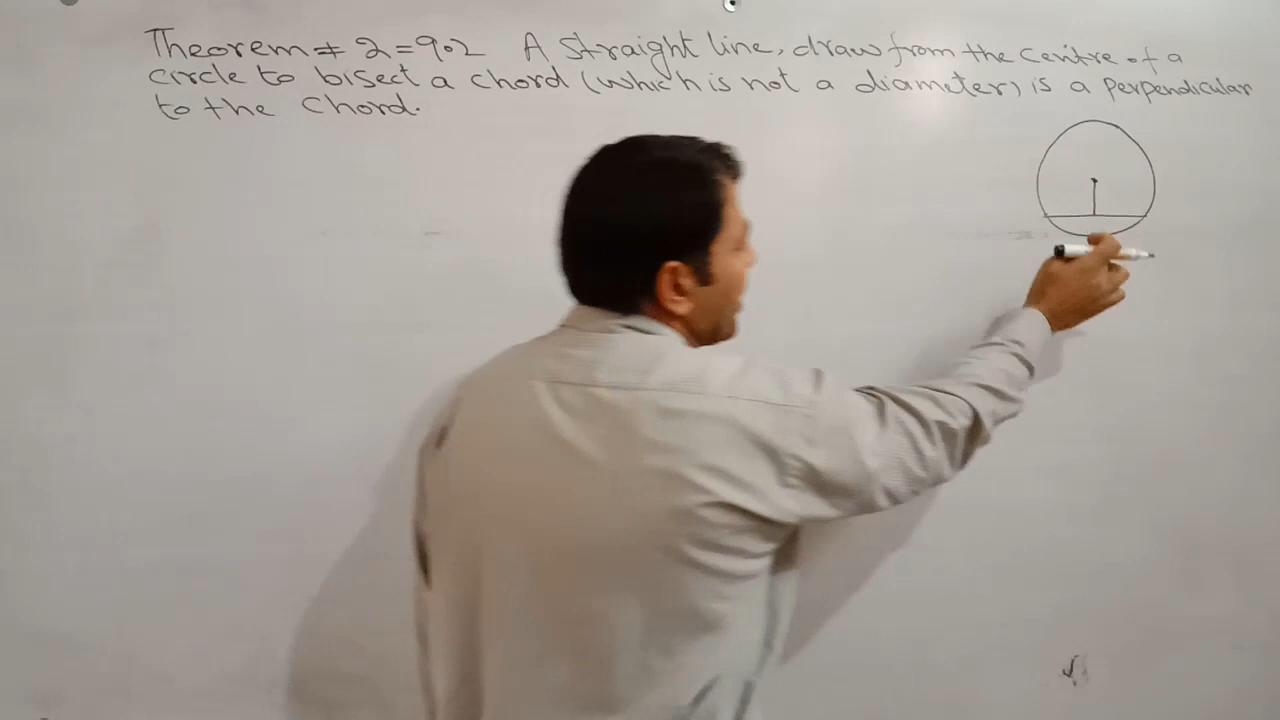 Theorem # 2=9.2 A straight line, draw from the centre of a
circle to bisect a chord (which is not a diameter) is a perpendicular
to the chord.